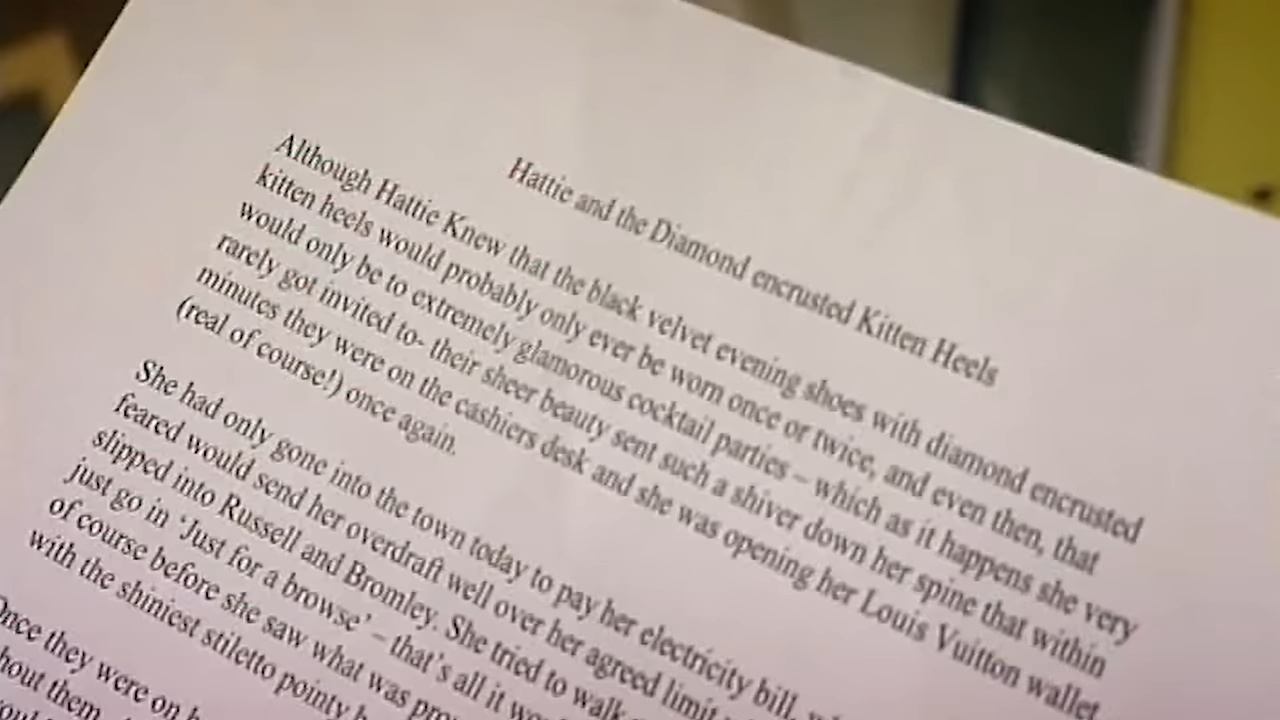 Hattie and the Diamond encrusted Kitten Heels
Although Hattie Knew that the black velvet evening shoes with diamond encrusted
kitten heels would probably only ever be worn once or twice, and even then, that
would only be to extremely glamorous cocktail parties – which as it happens she very
rarely got invited to- their sheer beauty sent such a shiver down her spine that within
minutes they were on the cashiers desk and she was opening her Louis Vuitton wallet
(real of course!) once again.
She had only gone into the town today to pay her electricity bill,
feared would send her overdraft well over her agreed limit
slipped into Russell and Bromley. She tried to walk
just go in ‘Just for a browse’ – that’s all it
of course before she saw what was
with the shiniest stiletto pointy
Once they were on
them